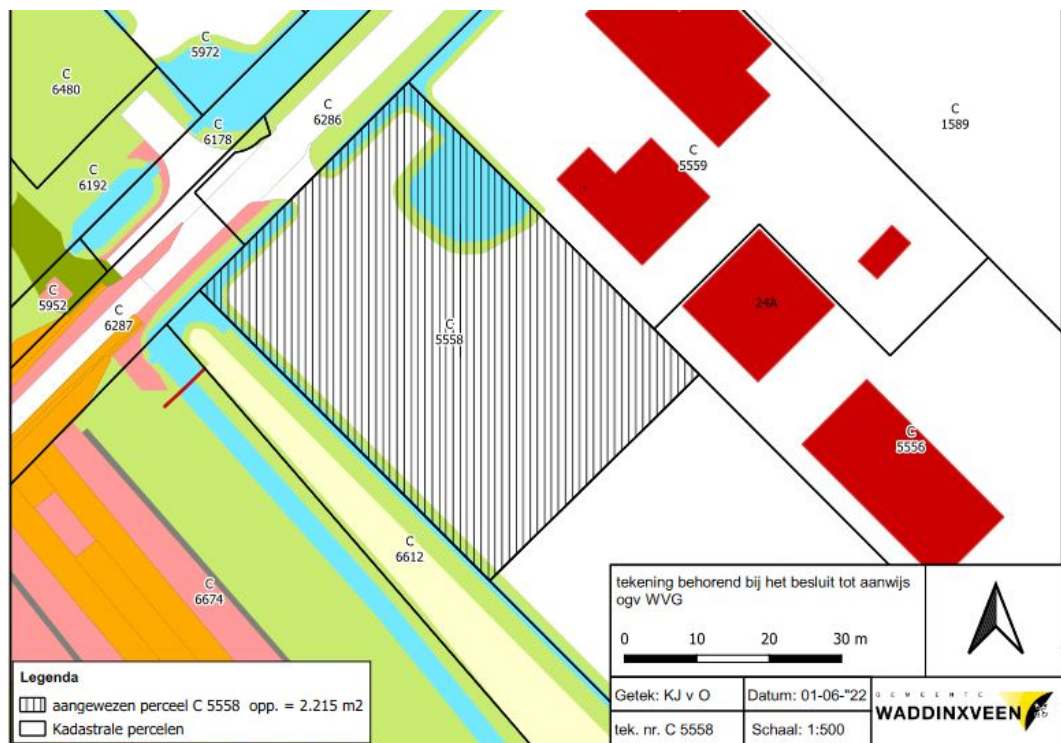 C
5972
C
6480
C
6286
C
6178
C
1589
C
5559
C
6192
C
5952
C
6287
24A
C
5558
C
5556
C
6612
C
6674
tekening behorend bij het besluit tot aanwijs
ogv WVG
0 10 20 30 m
Legenda
aangewezen perceel C 5558 opp. = 2.215 m2
Kadastrale percelen
Getek: KJ v O
Datum: 01-06-"22
tek. nr. C 5558
Schaal: 1:500
GEMEENTE
WADDINXVEEN